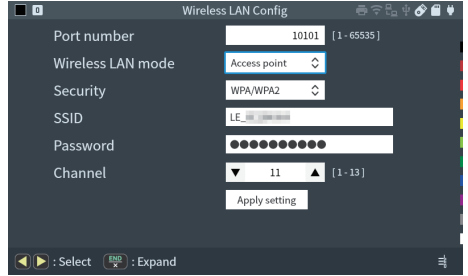 0 Wireless LAN Config
Port number 10101 [ 1 - 65535 ]
Wireless LAN mode Access point
Security WPA/WPA2
SSID LE_
Password ●●●●●●●●●●
Channel ▼ 11 ▲ [ 1 - 13 ]
Apply setting
: Select END × : Expand